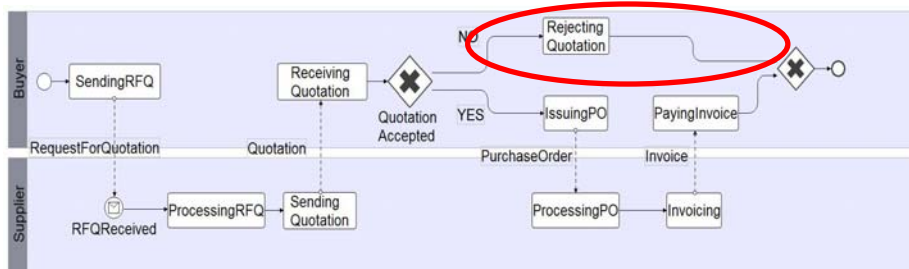 Buyer
SendingRFQ
Receiving
Quotation
Quotation
Accepted
NO
Rejecting
Quotation
YES
IssuingPO
PayingInvoice
RequestForQuotation
Quotation
PurchaseOrder
Invoice
Supplier
RFQReceived
ProcessingRFQ
Sending
Quotation
ProcessingPO
Invoicing